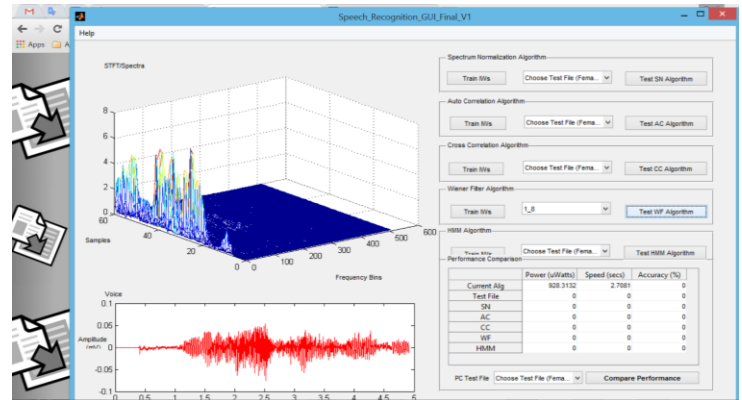 Speech_Recognition_GUI_Final_V1
Apps
Help
STFT/Spectra
8
6
4
2
0
60
40
20
0
Samples
0 100 200 300 400 500 600
Frequency Bins
Voice
0.1
0.05
0
-0.05
-0.1
Amplitude
0 0.5 1 1.5 2 2.5 3 3.5 4 4.5 5
Spectrum Normalization Algorithm
Train IWs Choose Test File (Fema... Test SN Algorithm
Auto Correlation Algorithm
Train IWs Choose Test File (Fema... Test AC Algorithm
Cross Correlation Algorithm
Train IWs Choose Test File (Fema... Test CC Algorithm
Wiener Filter Algorithm
Train IWs 1_8 Test WF Algorithm
HMM Algorithm
Train IWs Choose Test File (Fema... Test HMM Algorithm
Performance Comparison
Power (uWatts) Speed (secs) Accuracy (%)
Current Alg 928.3132 2.7081 0
Test File 0 0 0
SN 0 0 0
AC 0 0 0
CC 0 0 0
WF 0 0 0
HMM 0 0 0
PC Test File Choose Test File (Fema... Compare Performance